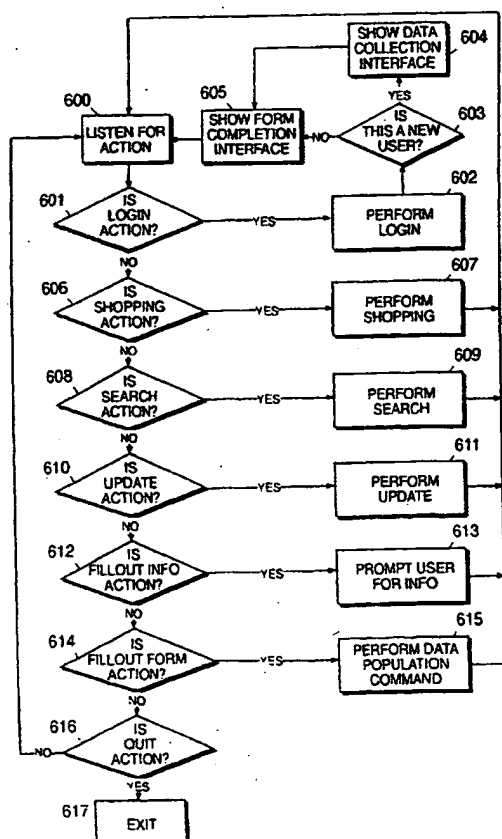 SHOW DATA
COLLECTION
INTERFACE
604
600
LISTEN FOR
ACTION
605
SHOW FORM
COMPLETION
INTERFACE
NO
YES
IS
THIS A NEW
USER?
603
601
IS
LOGIN
ACTION?
YES
602
PERFORM
LOGIN
NO
606
IS
SHOPPING
ACTION?
YES
607
PERFORM
SHOPPING
NO
608
IS
SEARCH
ACTION?
YES
609
PERFORM
SEARCH
NO
610
IS
UPDATE
ACTION?
YES
611
PERFORM
UPDATE
NO
612
IS
FILLOUT INFO
ACTION?
YES
613
PROMPT USER
FOR INFO
NO
614
IS
FILLOUT FORM
ACTION?
YES
615
PERFORM DATA
POPULATION
COMMAND
NO
616
IS
QUIT
ACTION?
NO
YES
617
EXIT